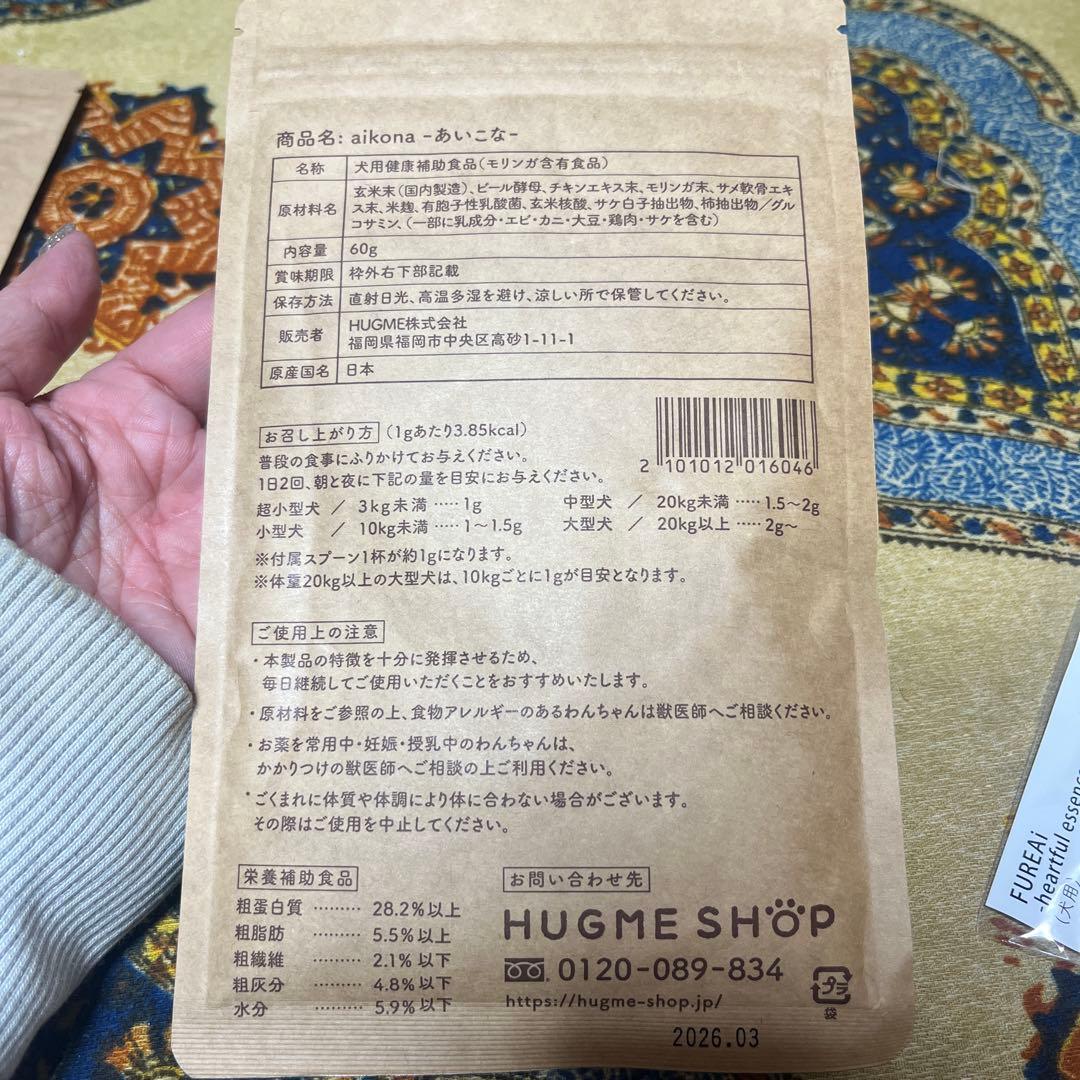 商品名: aikona -あいこな-
名称 犬用健康補助食品(モリンガ含有食品)
原材料名 玄米末(国内製造)、ビール酵母、チキンエキス末、モリンガ末、サメ軟骨エキ
ス末、米麹、有胞子性乳酸菌、玄米核酸、サケ白子抽出物、柿抽出物/グル
コサミン、(一部に乳成分・エビ・カニ・大豆・鶏肉・サケを含む)
内容量 60g
賞味期限 枠外右下部記載
保存方法 直射日光、高温多湿を避け、涼しい所で保管してください。
販売者 HUGME株式会社
福岡県福岡市中央区高砂1-11-1
原産国名 日本
お召し上がり方 (1gあたり3.85kcal)
普段の食事にふりかけてお与えください。
1日2回、朝と夜に下記の量を目安にお与えください。
2 101012 016046
超小型犬 / 3kg未満 ····· 1g 中型犬 / 20kg未満 ····· 1.5~2g
小型犬 / 10kg未満 ····· 1~1.5g 大型犬 / 20kg以上 ····· 2g~
※付属スプーン1杯が約1gになります。
※体重20kg以上の大型犬は、10kgごとに1gが目安となります。
ご使用上の注意
・本製品の特徴を十分に発揮させるため、
毎日継続してご使用いただくことをおすすめいたします。
・原材料をご参照の上、食物アレルギーのあるわんちゃんは獣医師へご相談ください。
・お薬を常用中・妊娠・授乳中のわんちゃんは、
かかりつけの獣医師へご相談の上ご利用ください。
・ごくまれに体質や体調により体に合わない場合がございます。
その際はご使用を中止してください。
栄養補助食品
粗蛋白質 ········· 28.2%以上
粗脂肪 ········· 5.5%以上
粗繊維 ········· 2.1%以下
粗灰分 ········· 4.8%以下
水分 ········· 5.9%以下
お問い合わせ先
HUGME SHOP
0120-089-834
https://hugme-shop.jp/
プラ
袋
2026.03
FUREAi
-heartful essence
(犬用)